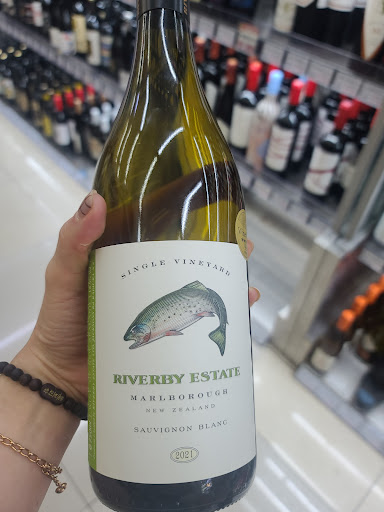 SINGLE VINEYARD
RIVERBY ESTATE
MARLBOROUGH
NEW ZEALAND
SAUVIGNON BLANC
2021